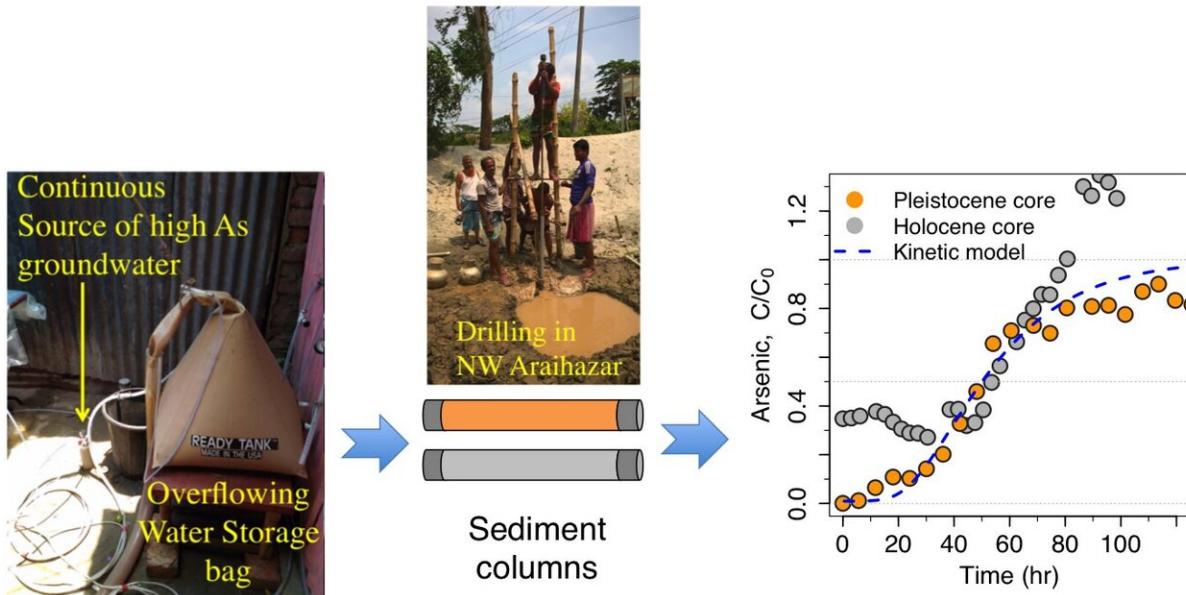 Continuous
Source of high As
groundwater
READY TANK™
MADE IN THE USA
Overflowing
Water Storage
bag
Drilling in
NW Araihazar
Sediment
columns
Pleistocene core
Holocene core
Kinetic model
Arsenic, C/C₀
1.2
0.8
0.4
0.0
0 20 40 60 80 100
Time (hr)